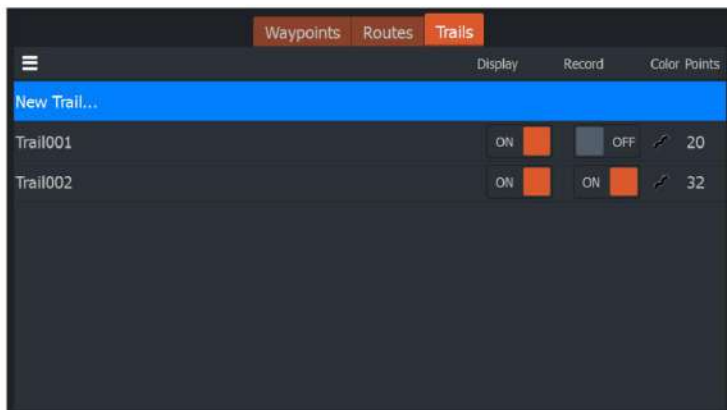 Waypoints Routes Trails
Display Record Color Points
New Trail...
Trail001 ON OFF 20
Trail002 ON ON 32